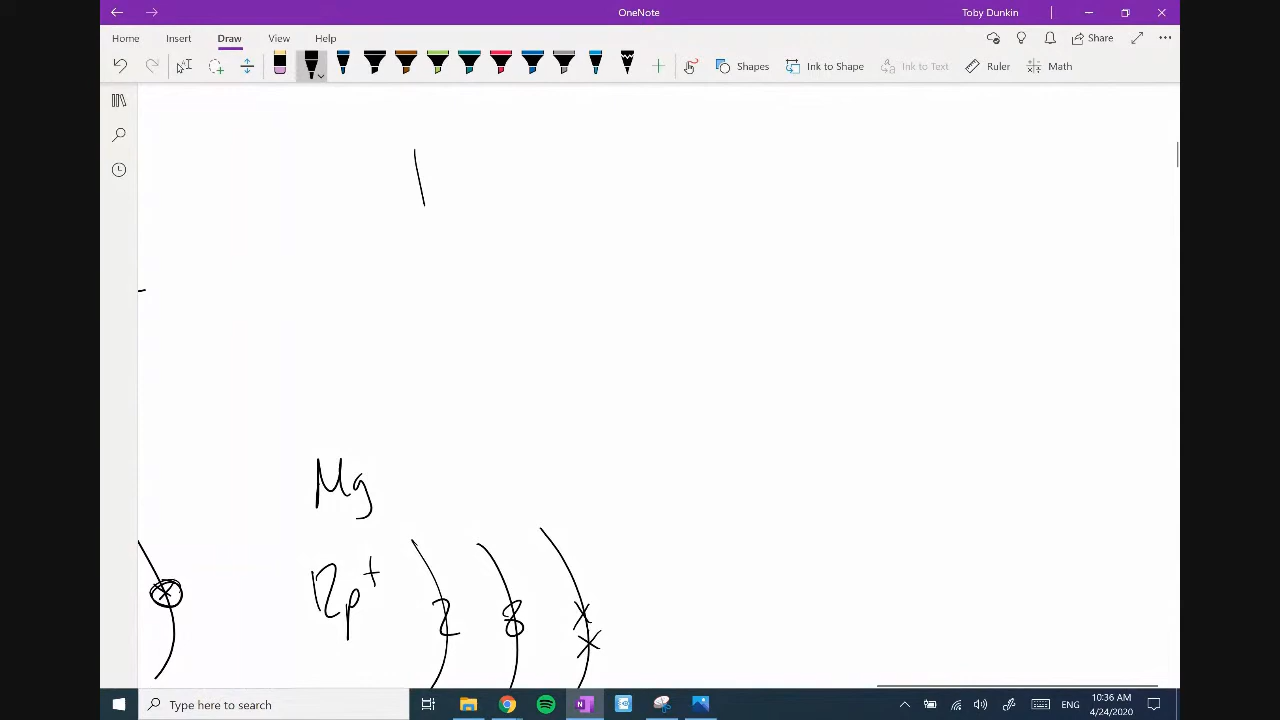 OneNote
Toby Dunkin
Home Insert Draw View Help
Share
Shapes
Ink to Shape
Ink to Text
Ruler
Math
Mg
12p+ 2 8 x
x
x
Type here to search
ENG
10:36 AM
4/24/2020